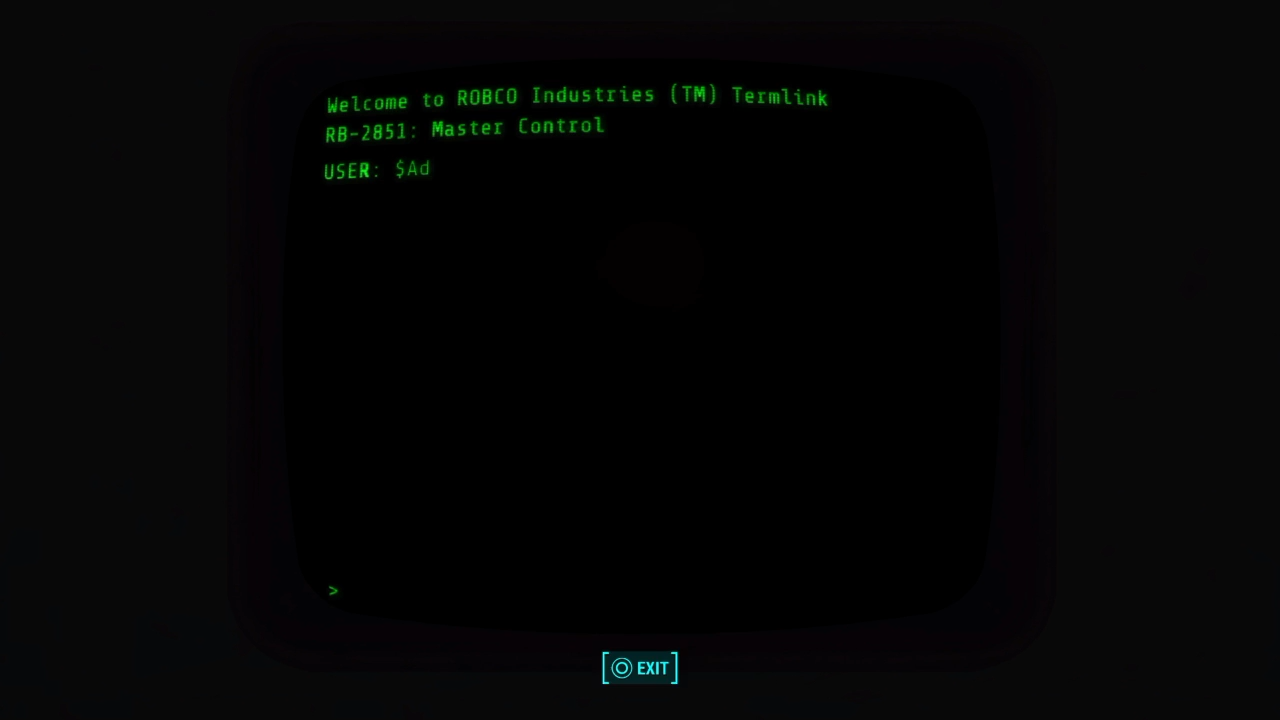 Welcome to ROBCO Industries (TM) Termlink
RB-2851: Master Control
USER: $Ad
>
EXIT